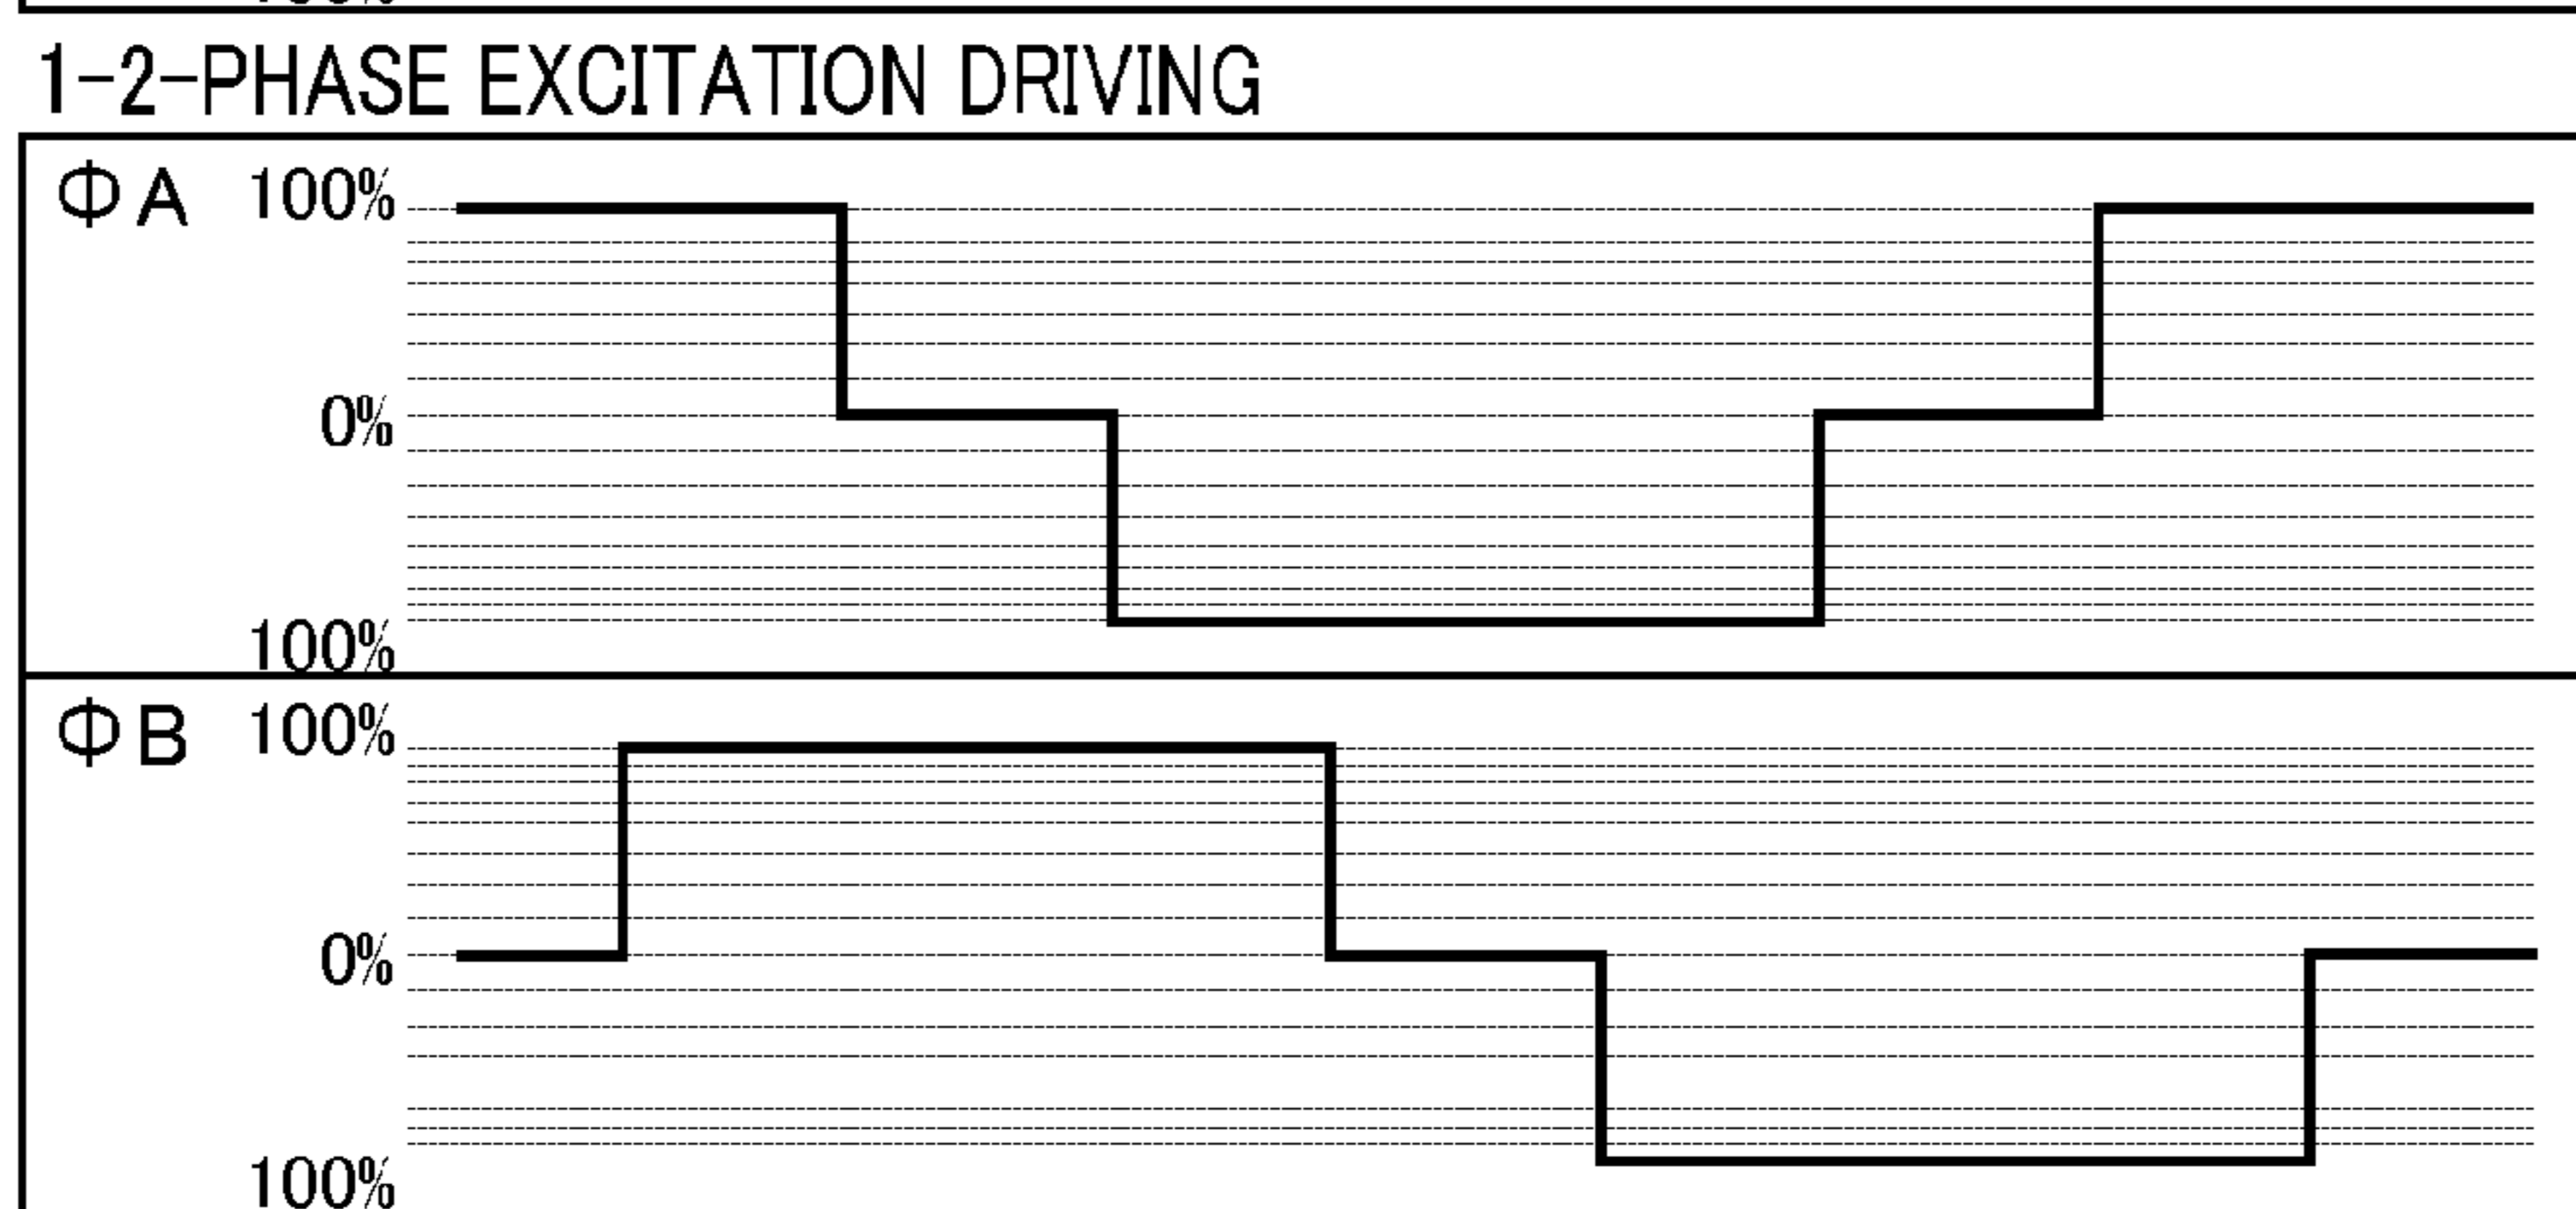 1-2-PHASE EXCITATION DRIVING
ΦA 100%
0%
100%
ΦB 100%
0%
100%